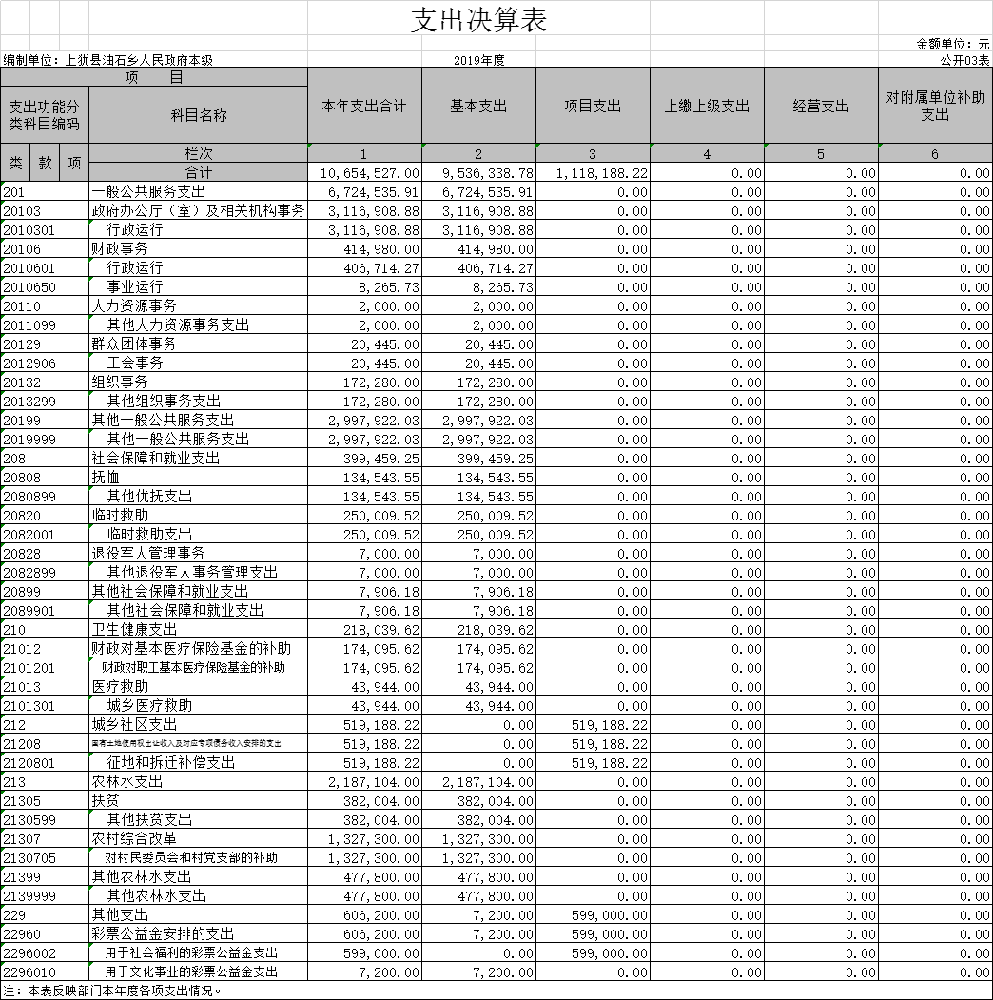 支出决算表
金额单位：元
编制单位：上犹县油石乡人民政府本级 2019年度 公开03表
项 目 本年支出合计 基本支出 项目支出 上缴上级支出 经营支出 对附属单位补助支出
支出功能分类科目编码 科目名称
类 款 项 栏次 1 2 3 4 5 6
合计 10,654,527.00 9,536,338.78 1,118,188.22 0.00 0.00 0.00
201 一般公共服务支出 6,724,535.91 6,724,535.91 0.00 0.00 0.00 0.00
20103 政府办公厅（室）及相关机构事务 3,116,908.88 3,116,908.88 0.00 0.00 0.00 0.00
2010301 行政运行 3,116,908.88 3,116,908.88 0.00 0.00 0.00 0.00
20106 财政事务 414,980.00 414,980.00 0.00 0.00 0.00 0.00
2010601 行政运行 406,714.27 406,714.27 0.00 0.00 0.00 0.00
2010650 事业运行 8,265.73 8,265.73 0.00 0.00 0.00 0.00
20110 人力资源事务 2,000.00 2,000.00 0.00 0.00 0.00 0.00
2011099 其他人力资源事务支出 2,000.00 2,000.00 0.00 0.00 0.00 0.00
20129 群众团体事务 20,445.00 20,445.00 0.00 0.00 0.00 0.00
2012906 工会事务 20,445.00 20,445.00 0.00 0.00 0.00 0.00
20132 组织事务 172,280.00 172,280.00 0.00 0.00 0.00 0.00
2013299 其他组织事务支出 172,280.00 172,280.00 0.00 0.00 0.00 0.00
20199 其他一般公共服务支出 2,997,922.03 2,997,922.03 0.00 0.00 0.00 0.00
2019999 其他一般公共服务支出 2,997,922.03 2,997,922.03 0.00 0.00 0.00 0.00
208 社会保障和就业支出 399,459.25 399,459.25 0.00 0.00 0.00 0.00
20808 抚恤 134,543.55 134,543.55 0.00 0.00 0.00 0.00
2080899 其他优抚支出 134,543.55 134,543.55 0.00 0.00 0.00 0.00
20820 临时救助 250,009.52 250,009.52 0.00 0.00 0.00 0.00
2082001 临时救助支出 250,009.52 250,009.52 0.00 0.00 0.00 0.00
20828 退役军人管理事务 7,000.00 7,000.00 0.00 0.00 0.00 0.00
2082899 其他退役军人事务管理支出 7,000.00 7,000.00 0.00 0.00 0.00 0.00
20899 其他社会保障和就业支出 7,906.18 7,906.18 0.00 0.00 0.00 0.00
2089901 其他社会保障和就业支出 7,906.18 7,906.18 0.00 0.00 0.00 0.00
210 卫生健康支出 218,039.62 218,039.62 0.00 0.00 0.00 0.00
21012 财政对基本医疗保险基金的补助 174,095.62 174,095.62 0.00 0.00 0.00 0.00
2101201 财政对职工基本医疗保险基金的补助 174,095.62 174,095.62 0.00 0.00 0.00 0.00
21013 医疗救助 43,944.00 43,944.00 0.00 0.00 0.00 0.00
2101301 城乡医疗救助 43,944.00 43,944.00 0.00 0.00 0.00 0.00
212 城乡社区支出 519,188.22 0.00 519,188.22 0.00 0.00 0.00
21208 国有土地使用权出让收入及对应专项债务收入安排的支出 519,188.22 0.00 519,188.22 0.00 0.00 0.00
2120801 征地和拆迁补偿支出 519,188.22 0.00 519,188.22 0.00 0.00 0.00
213 农林水支出 2,187,104.00 2,187,104.00 0.00 0.00 0.00 0.00
21305 扶贫 382,004.00 382,004.00 0.00 0.00 0.00 0.00
2130599 其他扶贫支出 382,004.00 382,004.00 0.00 0.00 0.00 0.00
21307 农村综合改革 1,327,300.00 1,327,300.00 0.00 0.00 0.00 0.00
2130705 对村民委员会和村党支部的补助 1,327,300.00 1,327,300.00 0.00 0.00 0.00 0.00
21399 其他农林水支出 477,800.00 477,800.00 0.00 0.00 0.00 0.00
2139999 其他农林水支出 477,800.00 477,800.00 0.00 0.00 0.00 0.00
229 其他支出 606,200.00 7,200.00 599,000.00 0.00 0.00 0.00
22960 彩票公益金安排的支出 606,200.00 7,200.00 599,000.00 0.00 0.00 0.00
2296002 用于社会福利的彩票公益金支出 599,000.00 0.00 599,000.00 0.00 0.00 0.00
2296010 用于文化事业的彩票公益金支出 7,200.00 7,200.00 0.00 0.00 0.00 0.00
注：本表反映部门本年度各项支出情况。